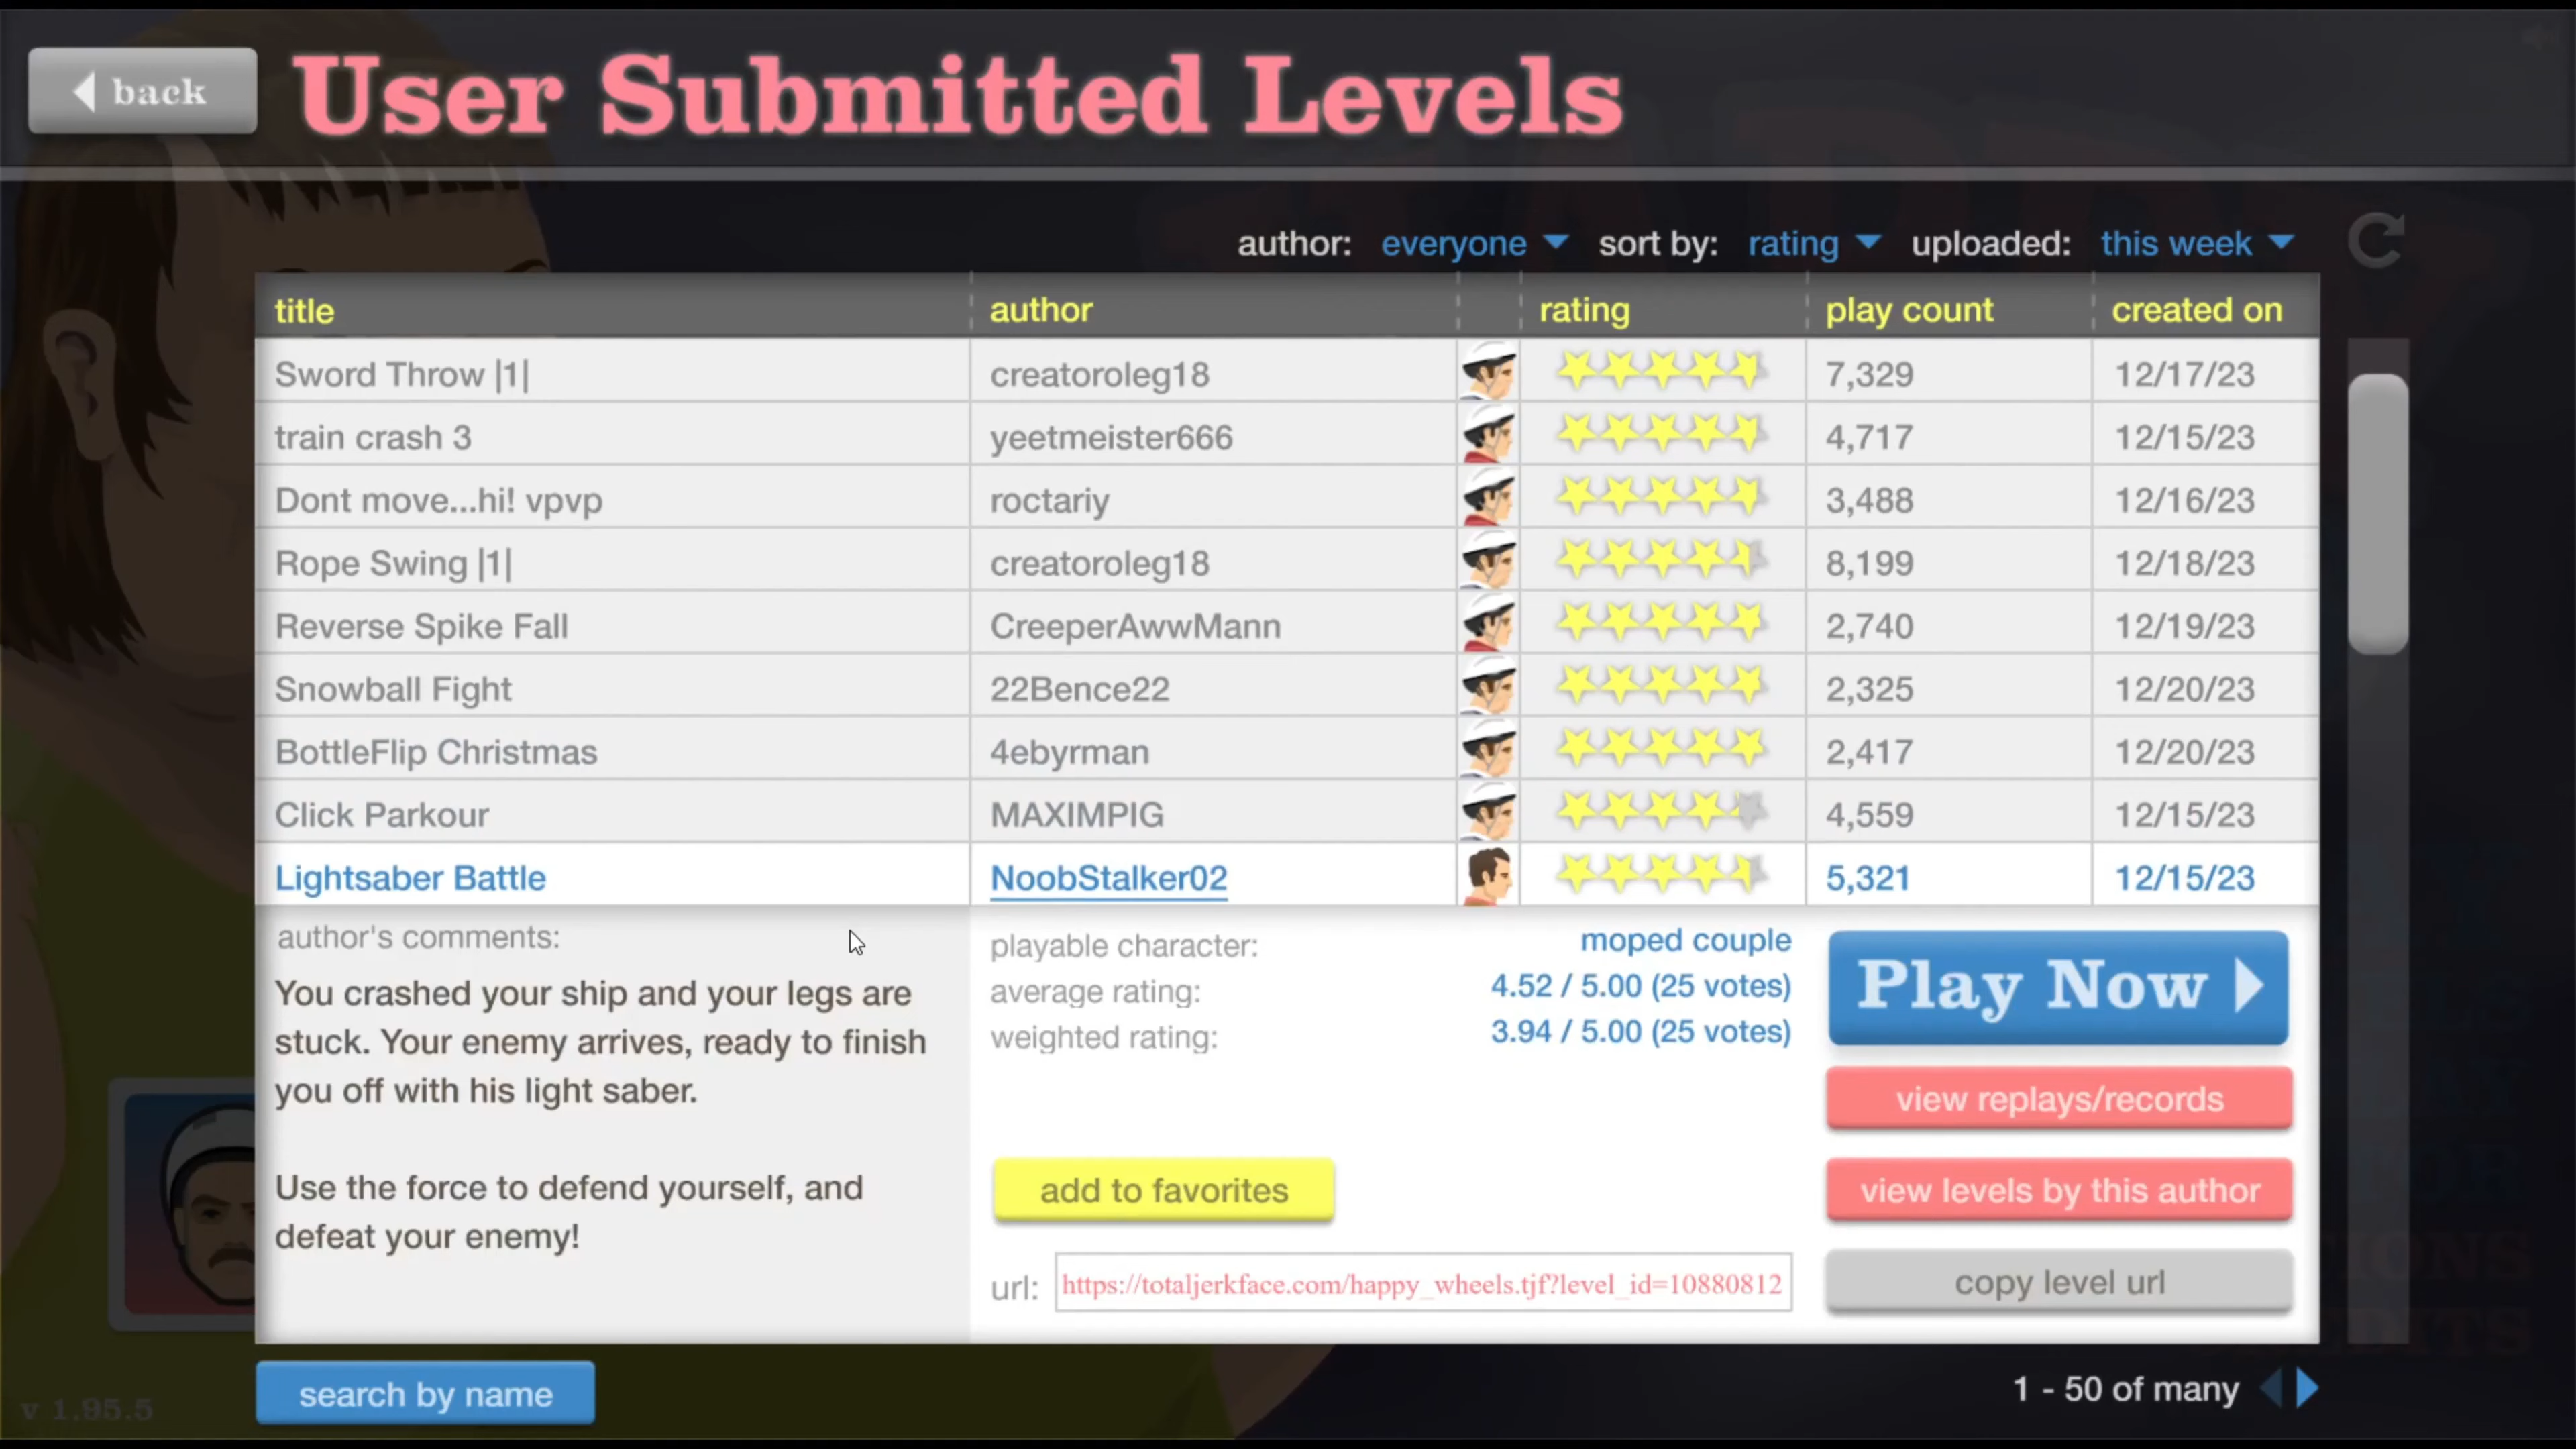 back
User Submitted Levels
author: everyone sort by: rating uploaded: this week
title author rating play count created on
Sword Throw |1| creatoroleg18 7,329 12/17/23
train crash 3 yeetmeister666 4,717 12/15/23
Dont move...hi! vpvp roctariy 3,488 12/16/23
Rope Swing |1| creatoroleg18 8,199 12/18/23
Reverse Spike Fall CreeperAwwMann 2,740 12/19/23
Snowball Fight 22Bence22 2,325 12/20/23
BottleFlip Christmas 4ebyrman 2,417 12/20/23
Click Parkour MAXIMPIG 4,559 12/15/23
Lightsaber Battle NoobStalker02 5,321 12/15/23
author's comments:
You crashed your ship and your legs are
stuck. Your enemy arrives, ready to finish
you off with his light saber.
Use the force to defend yourself, and
defeat your enemy!
playable character: moped couple
average rating: 4.52 / 5.00 (25 votes)
weighted rating: 3.94 / 5.00 (25 votes)
add to favorites
url: https://totaljerkface.com/happy_wheels.tjf?level_id=10880812
Play Now
view replays/records
view levels by this author
copy level url
search by name
1 - 50 of many
v 1.95.5